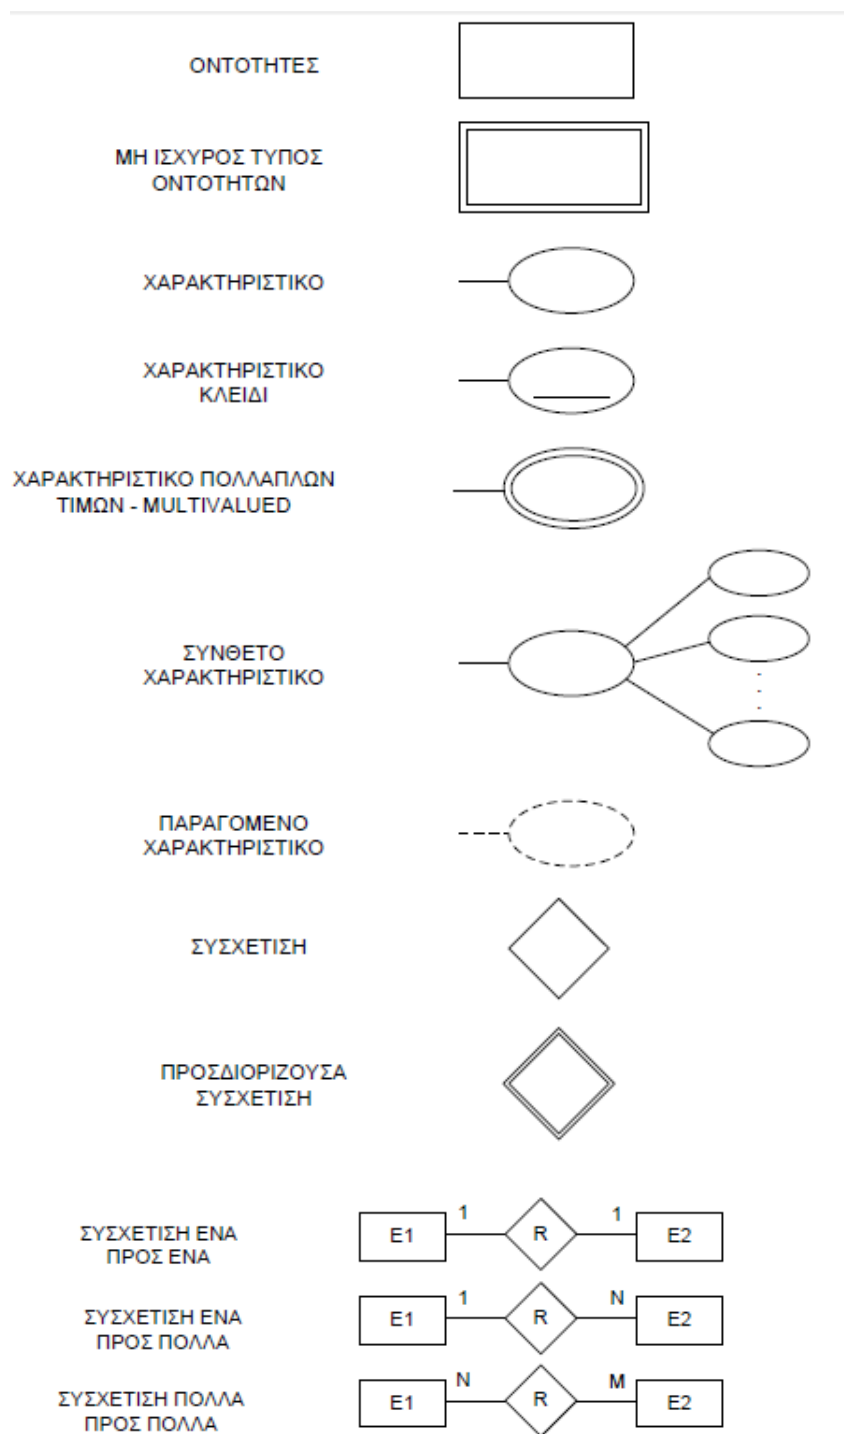 ΟΝΤΟΤΗΤΕΣ
ΜΗ ΙΣΧΥΡΟΣ ΤΥΠΟΣ
ΟΝΤΟΤΗΤΩΝ
ΧΑΡΑΚΤΗΡΙΣΤΙΚΟ
ΧΑΡΑΚΤΗΡΙΣΤΙΚΟ
ΚΛΕΙΔΙ
ΧΑΡΑΚΤΗΡΙΣΤΙΚΟ ΠΟΛΛΑΠΛΩΝ
ΤΙΜΩΝ - MULTIVALUED
ΣΥΝΘΕΤΟ
ΧΑΡΑΚΤΗΡΙΣΤΙΚΟ
ΠΑΡΑΓΟΜΕΝΟ
ΧΑΡΑΚΤΗΡΙΣΤΙΚΟ
ΣΥΣΧΕΤΙΣΗ
ΠΡΟΣΔΙΟΡΙΖΟΥΣΑ
ΣΥΣΧΕΤΙΣΗ
ΣΥΣΧΕΤΙΣΗ ΕΝΑ
ΠΡΟΣ ΕΝΑ
E1 1 R 1 E2
ΣΥΣΧΕΤΙΣΗ ΕΝΑ
ΠΡΟΣ ΠΟΛΛΑ
E1 1 R N E2
ΣΥΣΧΕΤΙΣΗ ΠΟΛΛΑ
ΠΡΟΣ ΠΟΛΛΑ
E1 N R M E2